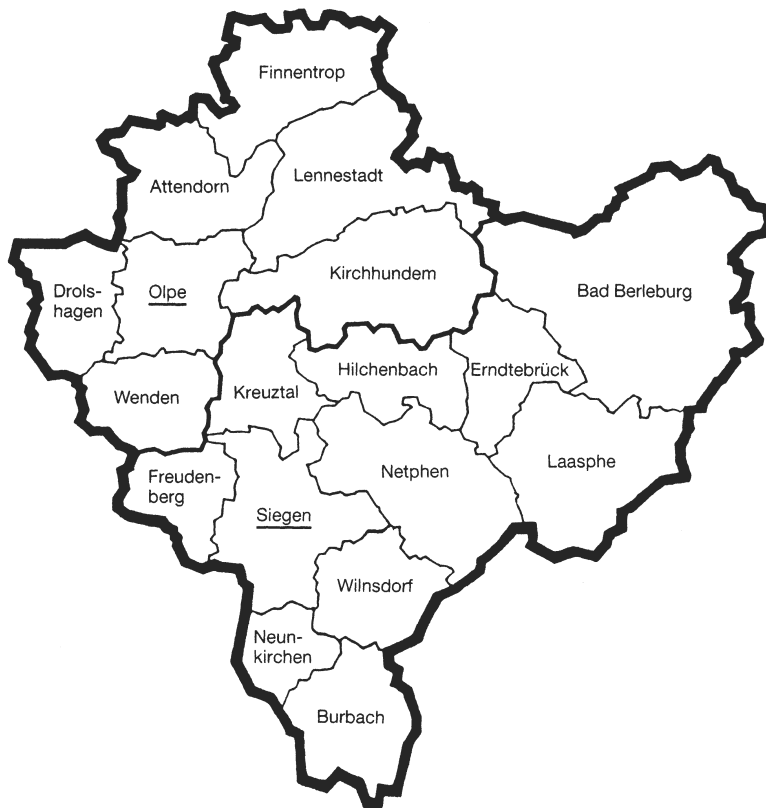 Finnentrop
Attendorn
Lennestadt
Drols-
hagen
Olpe
Kirchhundem
Bad Berleburg
Wenden
Kreuztal
Hilchenbach
Erndtebrück
Freuden-
berg
Siegen
Netphen
Laasphe
Wilnsdorf
Neun-
kirchen
Burbach